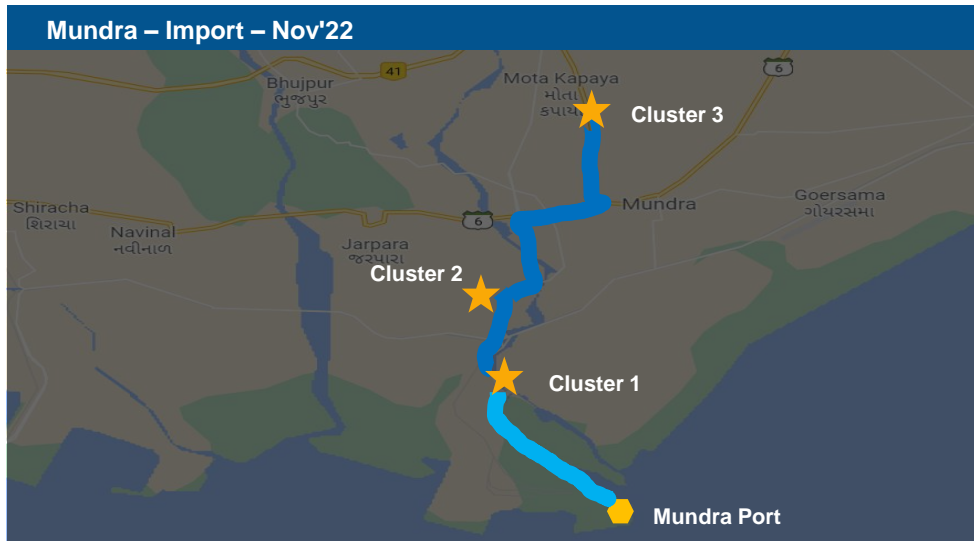 Mundra – Import – Nov'22
41
6
Bhujpur
ભુજપુર
Mota Kapaya
મોતા
કપાયા
Cluster 3
Shiracha
શિરાચા
Navinal
નવીનાળ
6
Mundra
Goersama
ગોયરસમા
Jarpara
જરપારા
Cluster 2
Cluster 1
Mundra Port